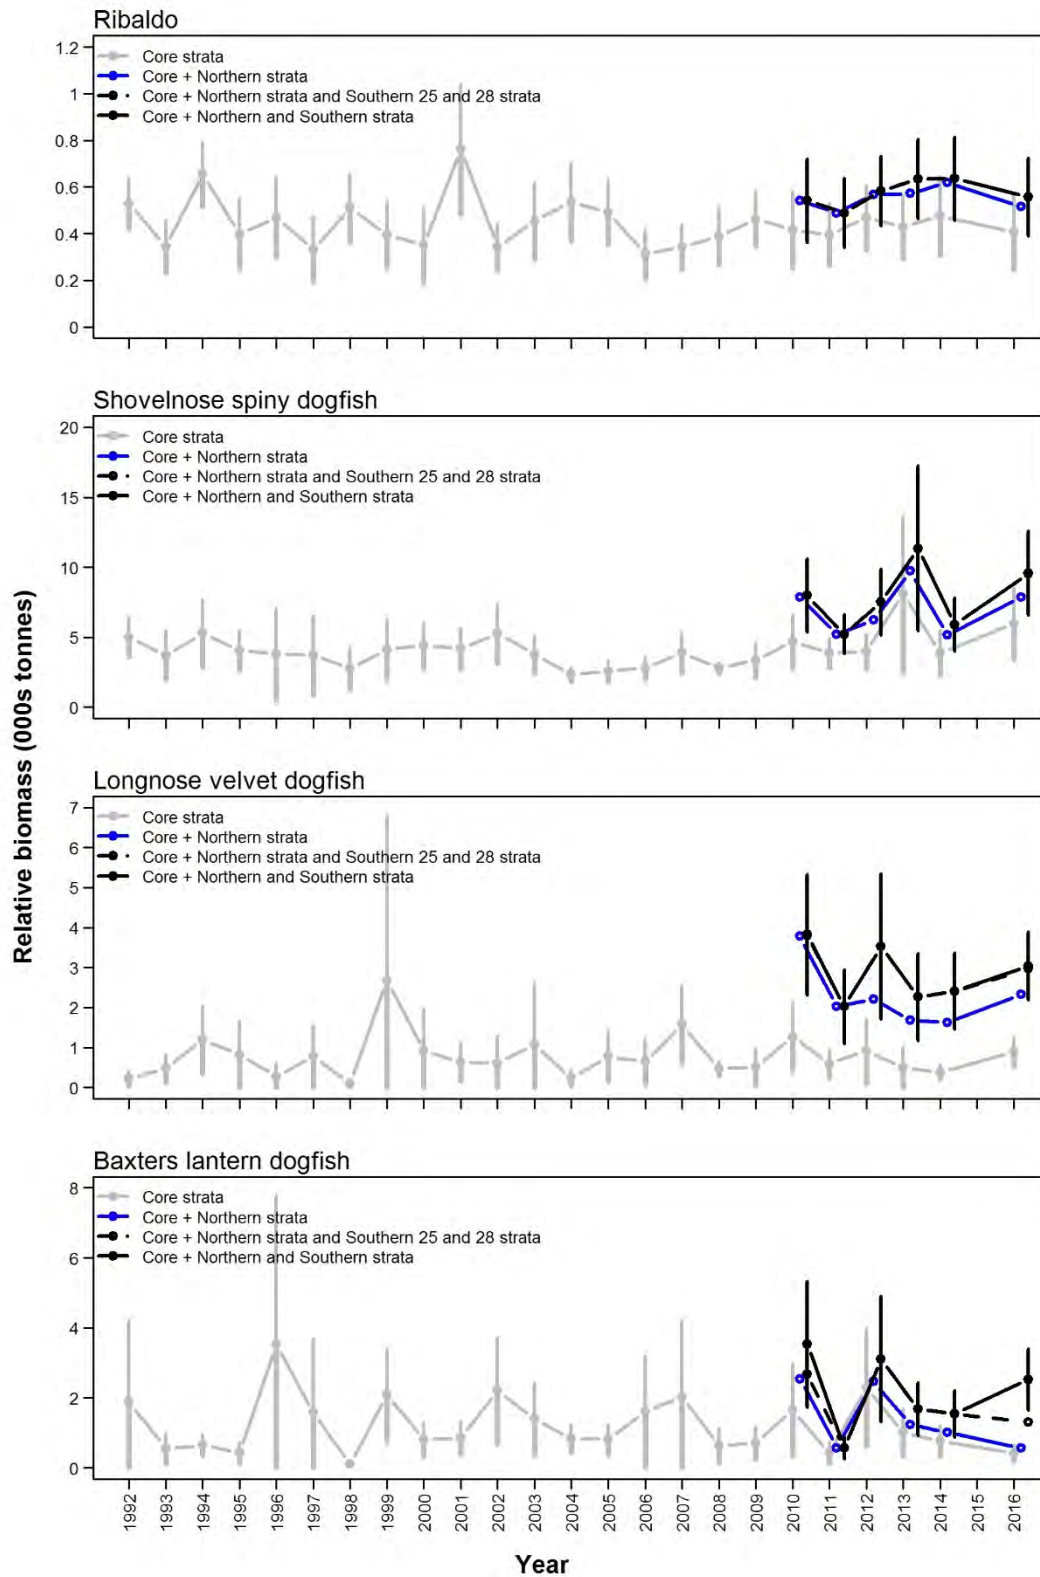 Ribaldo
1.2
Core strata
Core + Northern strata
1
Core + Northern strata and Southern 25 and 28 strata
Core + Northern and Southern strata
0.8
0.6
0.4
0.2
0
Shovelnose spiny dogfish
20
Core strata
Core + Northern strata
Core + Northern strata and Southern 25 and 28 strata
15
Core + Northern and Southern strata
10
5
0
Longnose velvet dogfish
7
Core strata
Core + Northern strata
6
Core + Northern strata and Southern 25 and 28 strata
Core + Northern and Southern strata
5
4
3
2
1
0
Baxters lantern dogfish
8
Core strata
Core + Northern strata
Core + Northern strata and Southern 25 and 28 strata
6
Core + Northern and Southern strata
4
2
0
Relative biomass (000s tonnes)
1992 1993 1994 1995 1996 1997 1998 1999 2000 2001 2002 2003 2004 2005 2006 2007 2008 2009 2010 2011 2012 2013 2014 2015 2016
Year